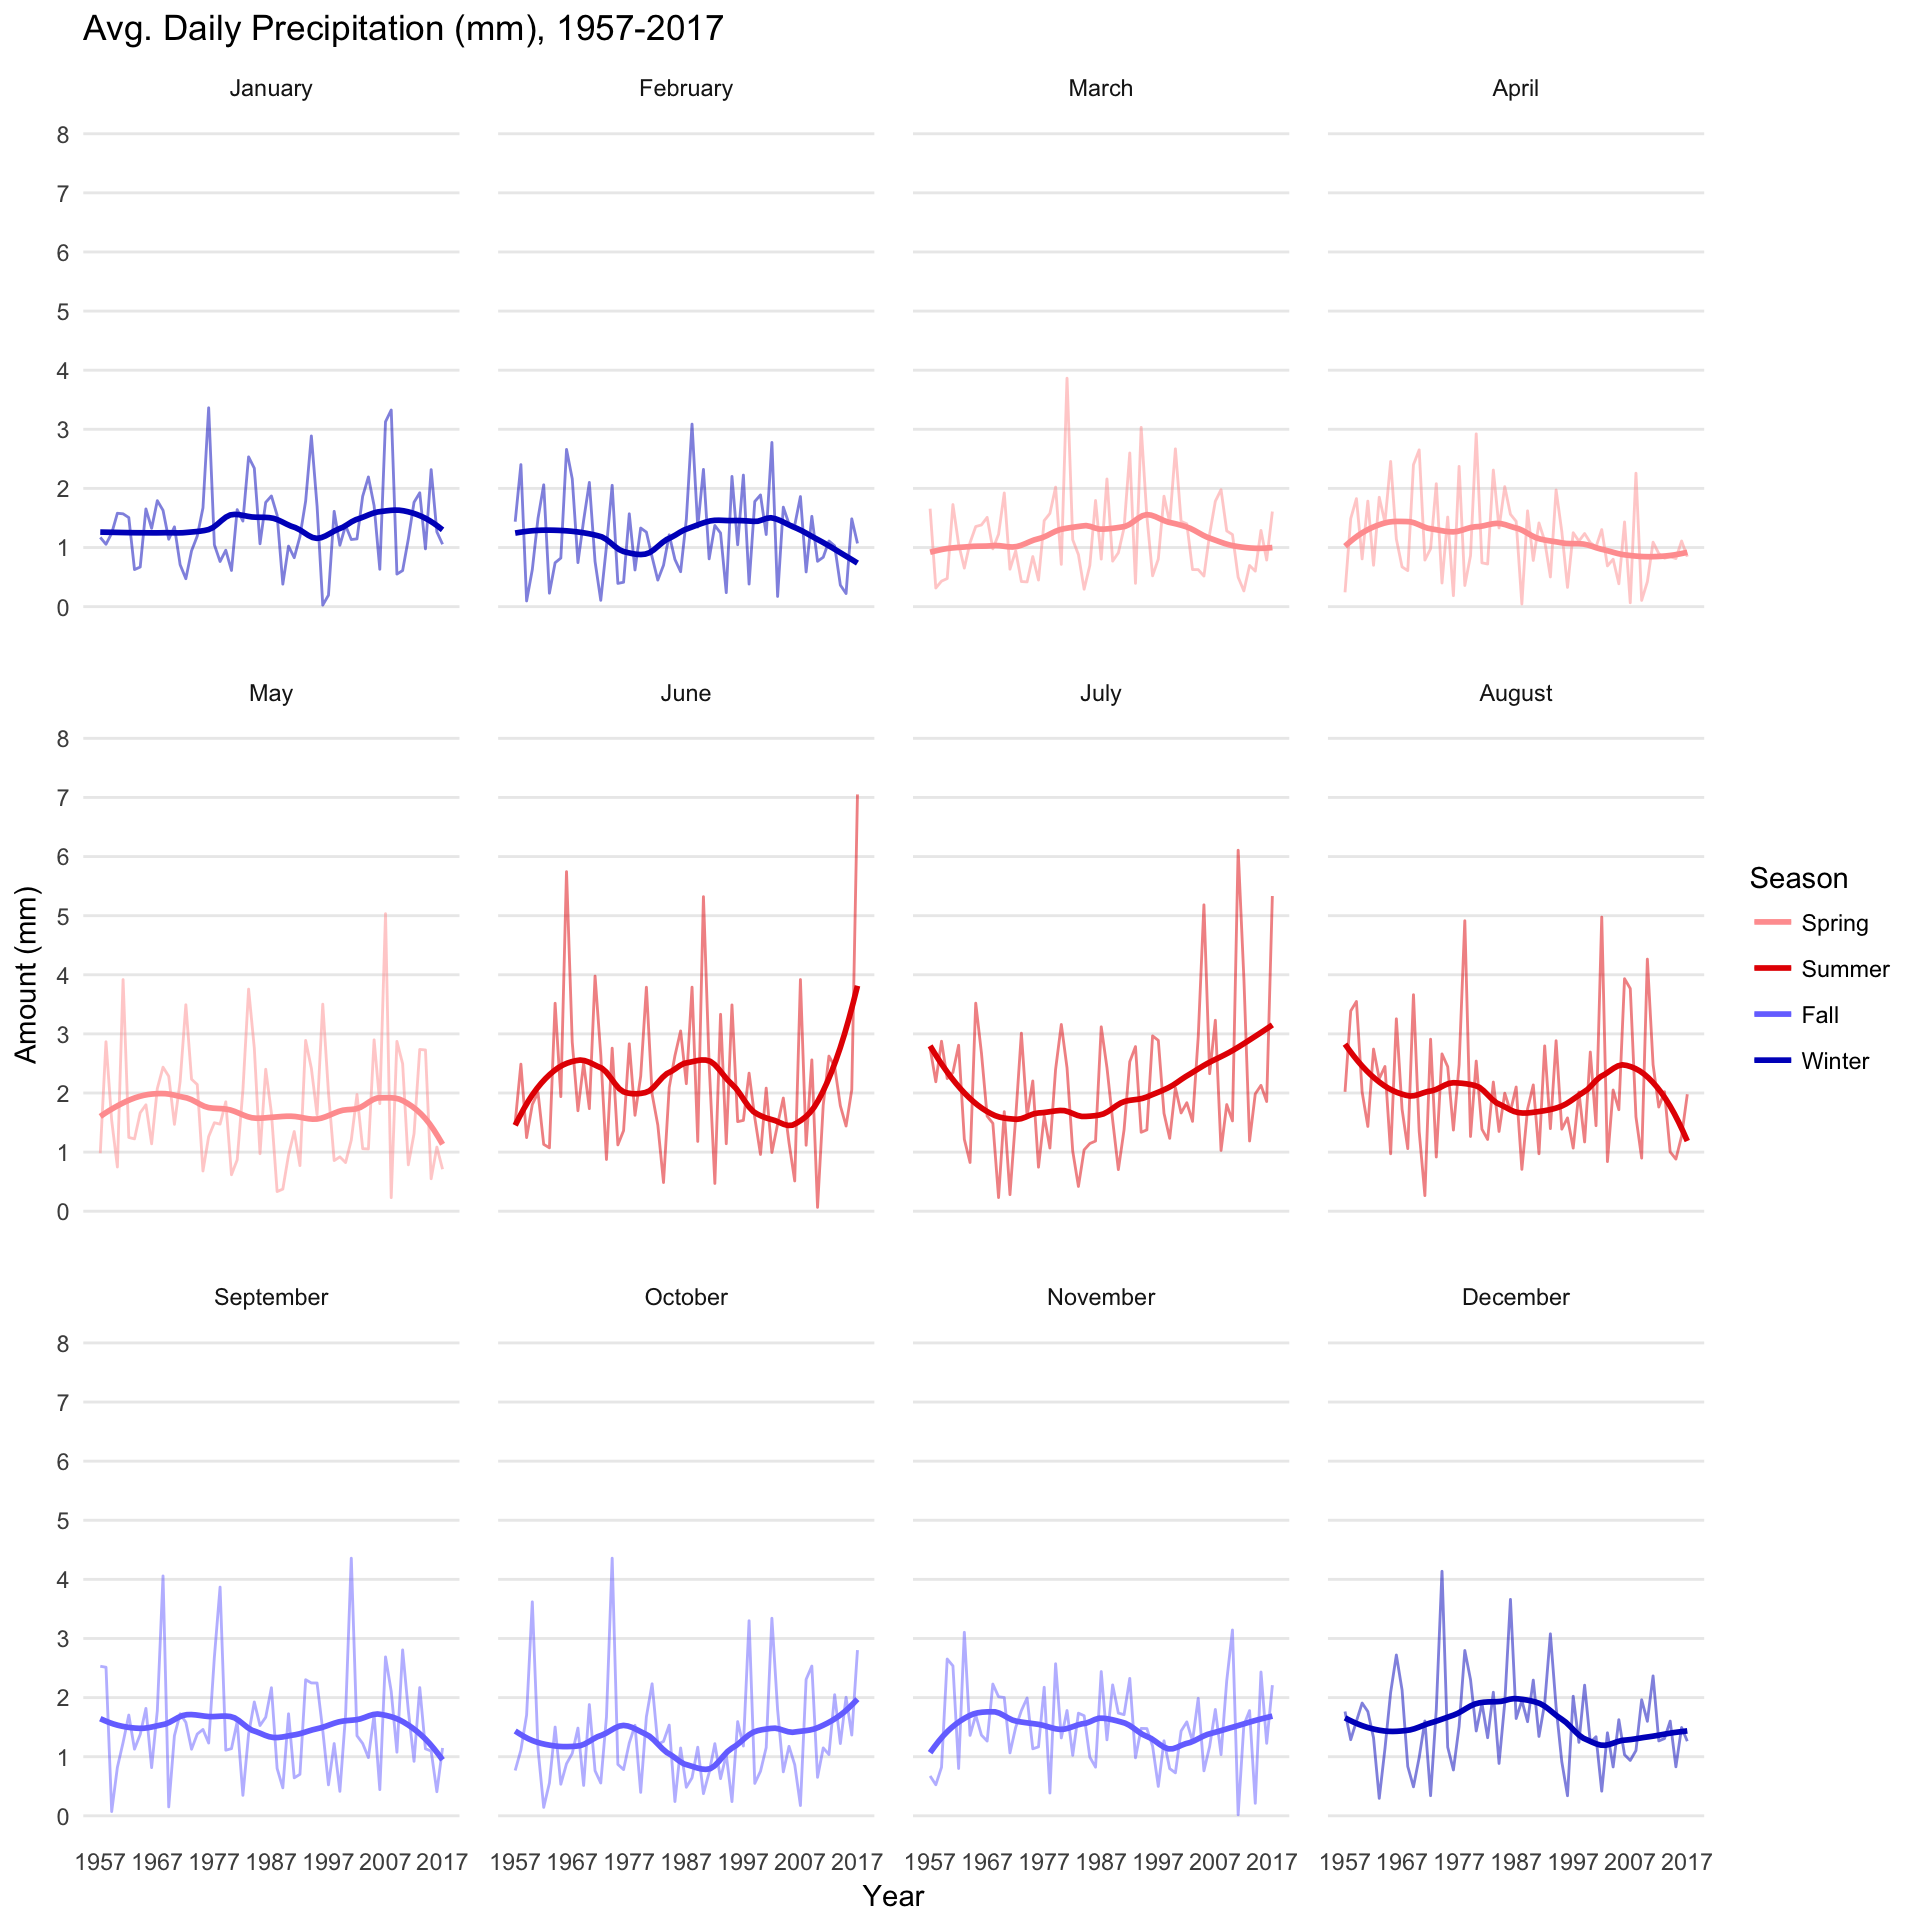 Avg. Daily Precipitation (mm), 1957-2017
January February March April
8
7
6
5
4
3
2
1
0
May June July August
8
7
6
5
4
3
2
1
0
Amount (mm)
Season
Spring
Summer
Fall
Winter
September October November December
8
7
6
5
4
3
2
1
0
1957 1967 1977 1987 1997 2007 2017 1957 1967 1977 1987 1997 2007 2017 1957 1967 1977 1987 1997 2007 2017 1957 1967 1977 1987 1997 2007 2017
Year